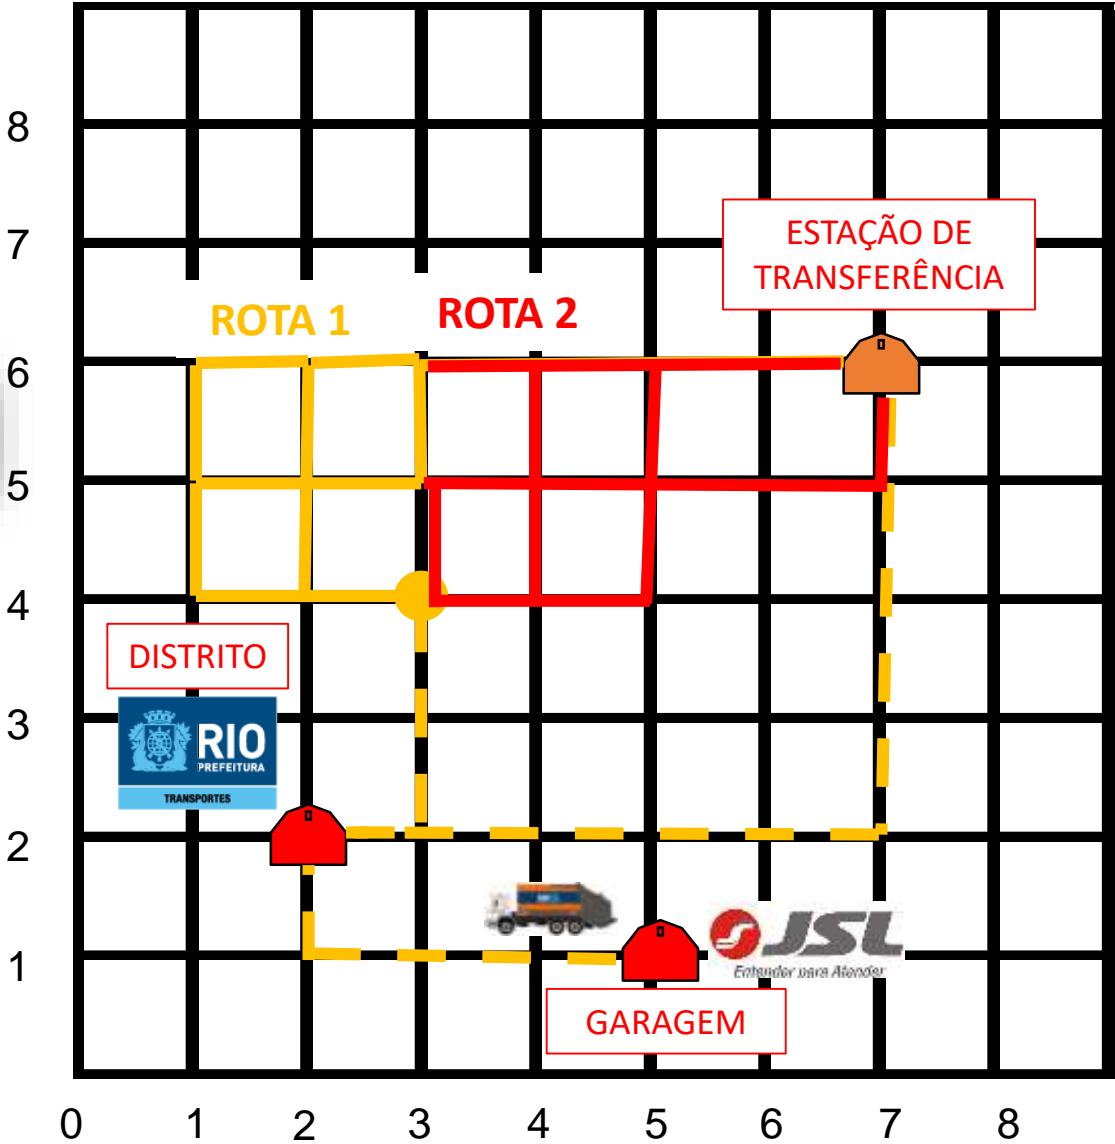 8
7
ESTAÇÃO DE
TRANSFERÊNCIA
ROTA 1
ROTA 2
6
5
4
DISTRITO
RIO
PREFEITURA
TRANSPORTES
3
2
JSL
Entender para Atender
1
GARAGEM
0 1 2 3 4 5 6 7 8